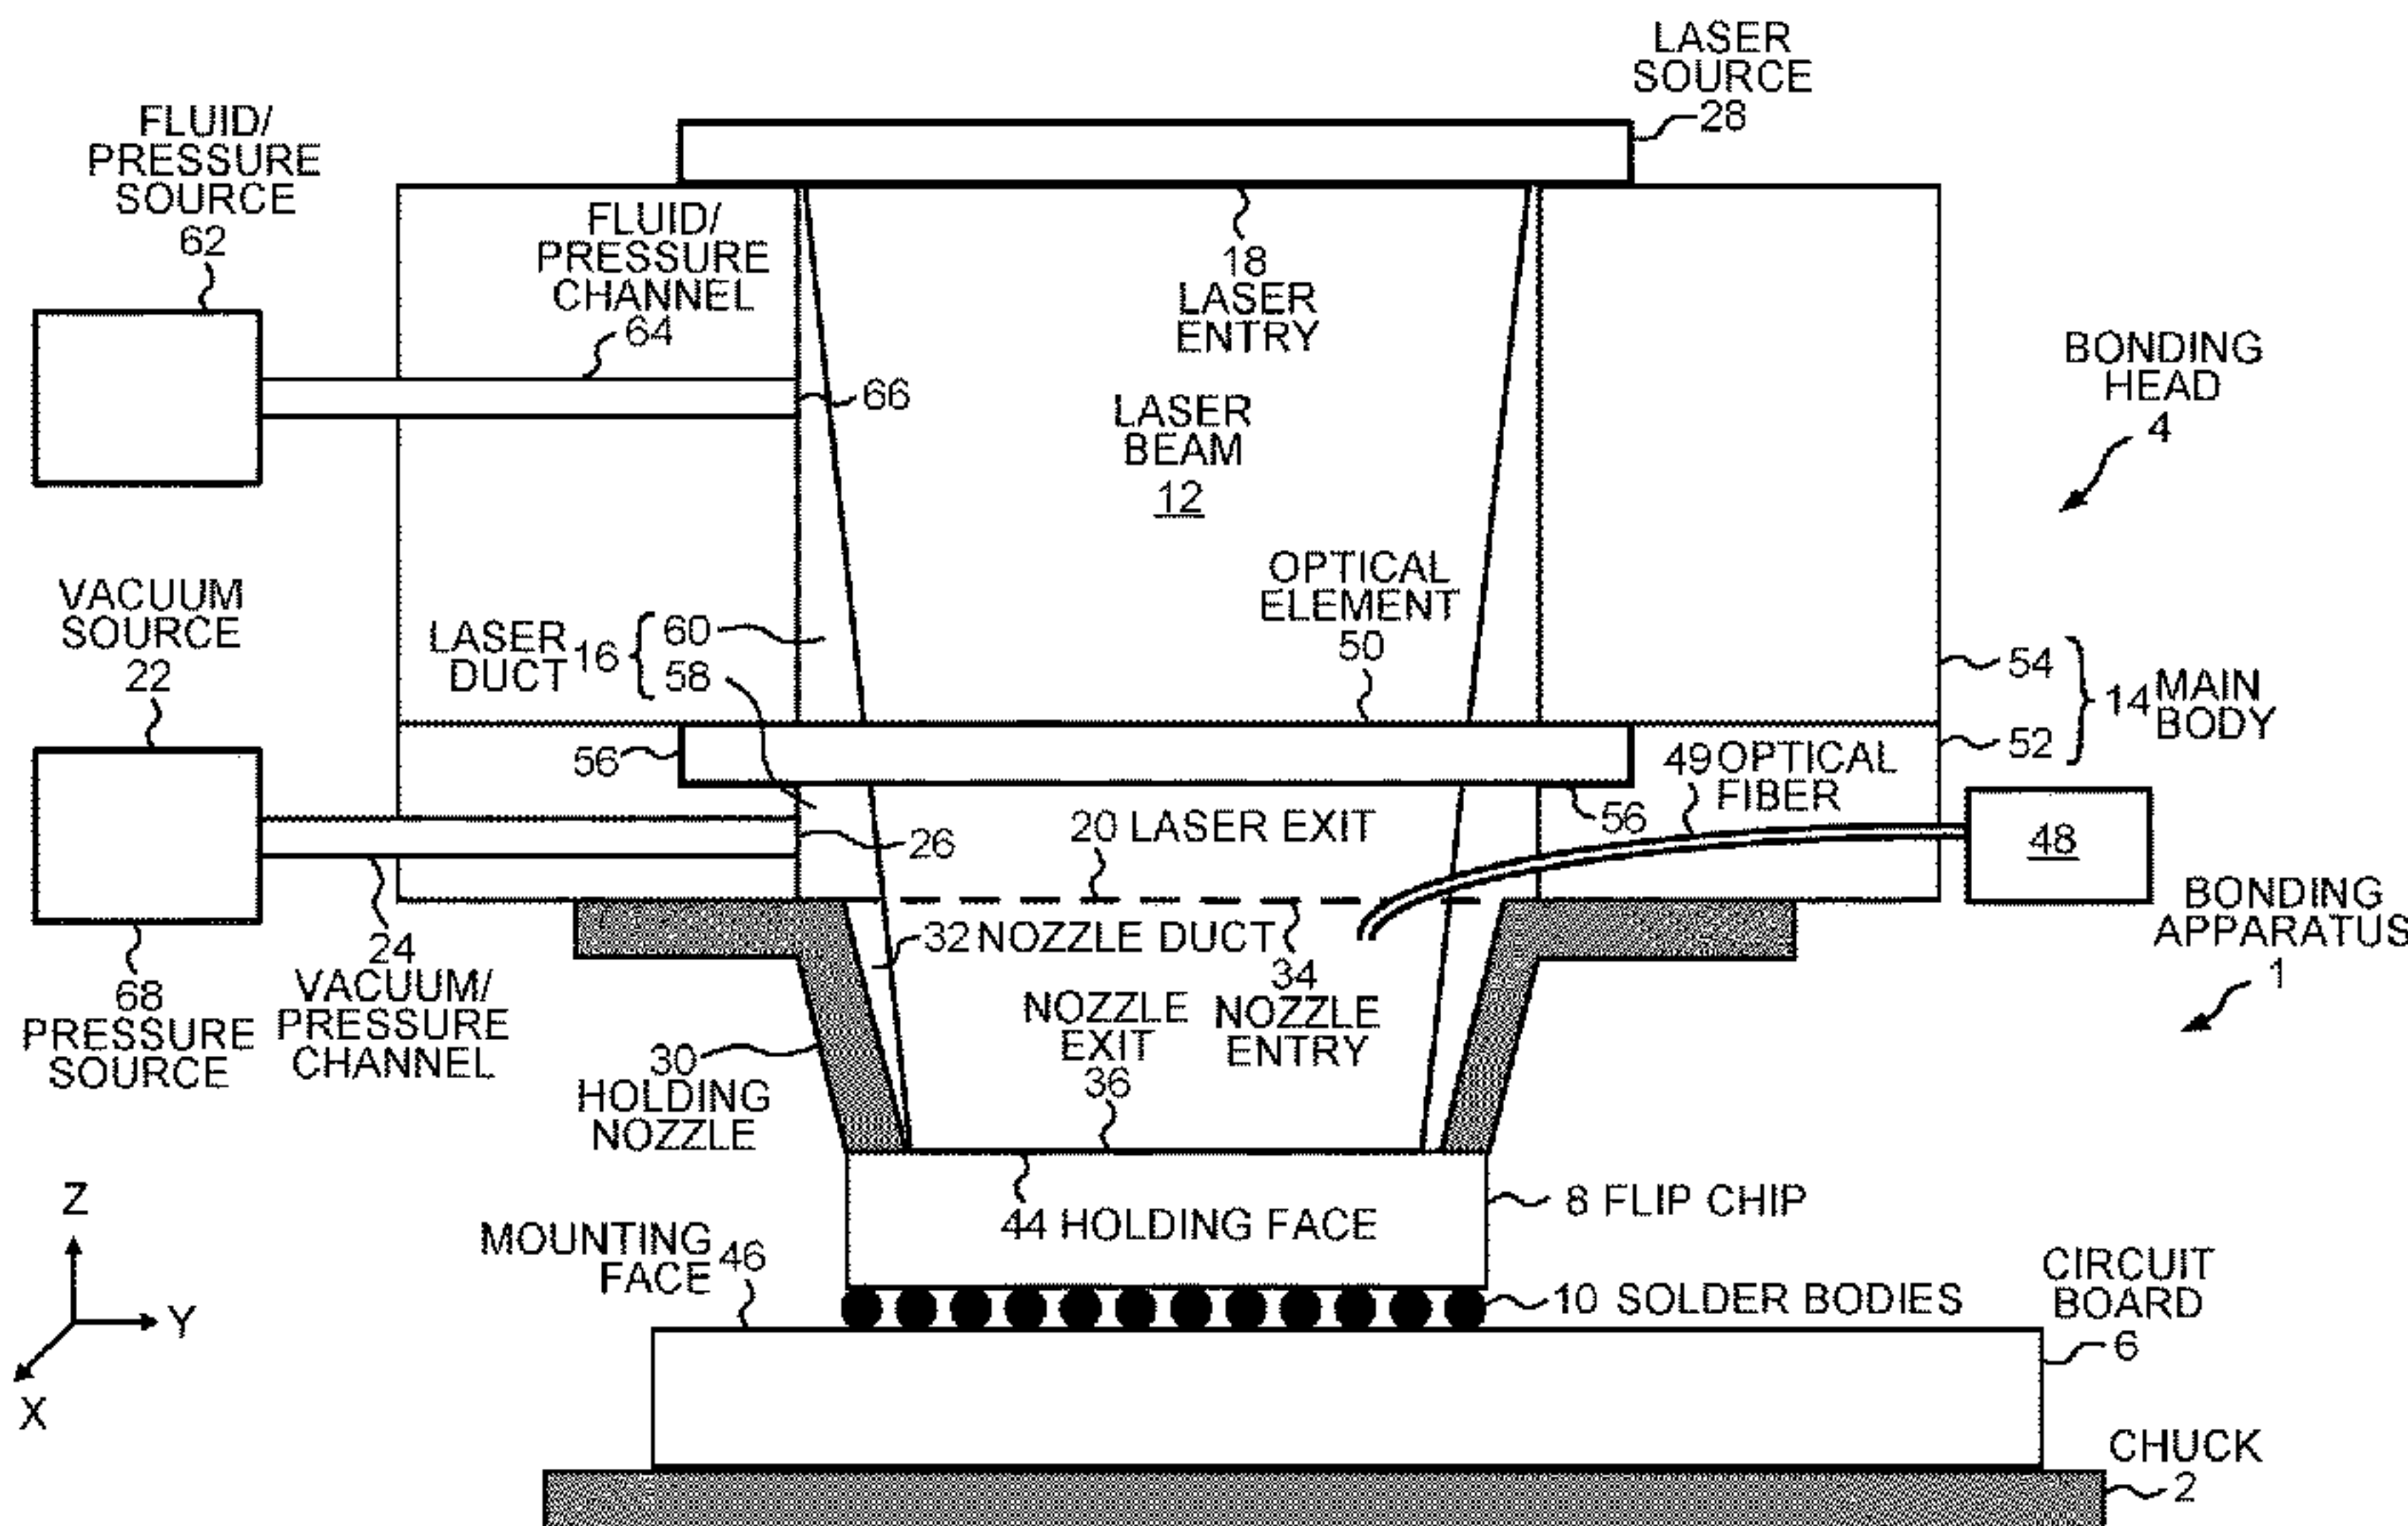 LASER
SOURCE
28
FLUID/
PRESSURE
SOURCE
62
FLUID/
PRESSURE
CHANNEL
64
18
LASER
ENTRY
66
BONDING
HEAD
4
LASER
BEAM
12
VACUUM
SOURCE
22
LASER
DUCT
16
60
58
OPTICAL
ELEMENT
50
54
52
14 MAIN
BODY
56
56
49 OPTICAL
FIBER
48
20 LASER EXIT
26
BONDING
APPARATUS
1
24
VACUUM/
PRESSURE
CHANNEL
68
PRESSURE
SOURCE
32 NOZZLE DUCT
34
NOZZLE
ENTRY
NOZZLE
EXIT
36
30
HOLDING
NOZZLE
44 HOLDING FACE
8 FLIP CHIP
MOUNTING
FACE
46
10 SOLDER BODIES
CIRCUIT
BOARD
6
CHUCK
2
Z
Y
X